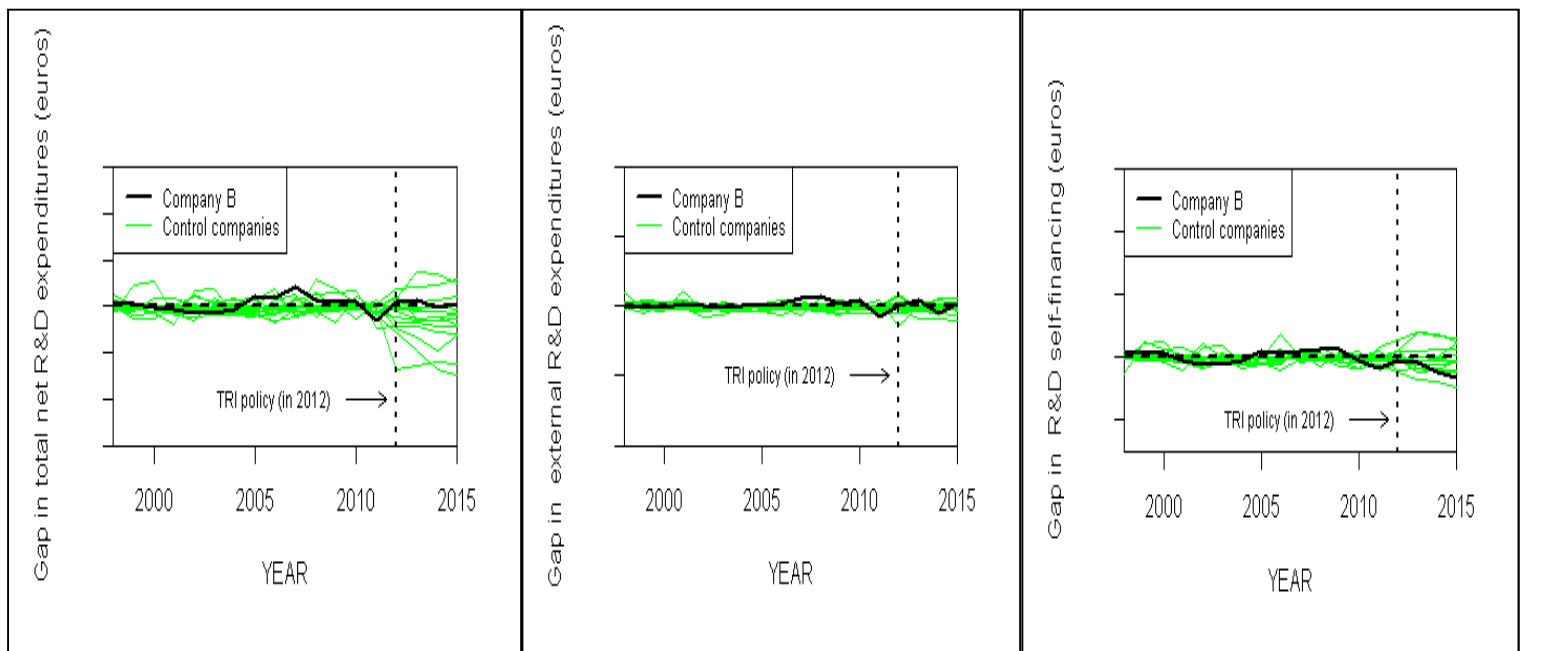 Gap in total net R&D expenditures (euros)
Company B
Control companies
TRI policy (in 2012)
2000 2005 2010 2015
YEAR
Gap in external R&D expenditures (euros)
Company B
Control companies
TRI policy (in 2012)
2000 2005 2010 2015
YEAR
Gap in R&D self-financing (euros)
Company B
Control companies
TRI policy (in 2012)
2000 2005 2010 2015
YEAR